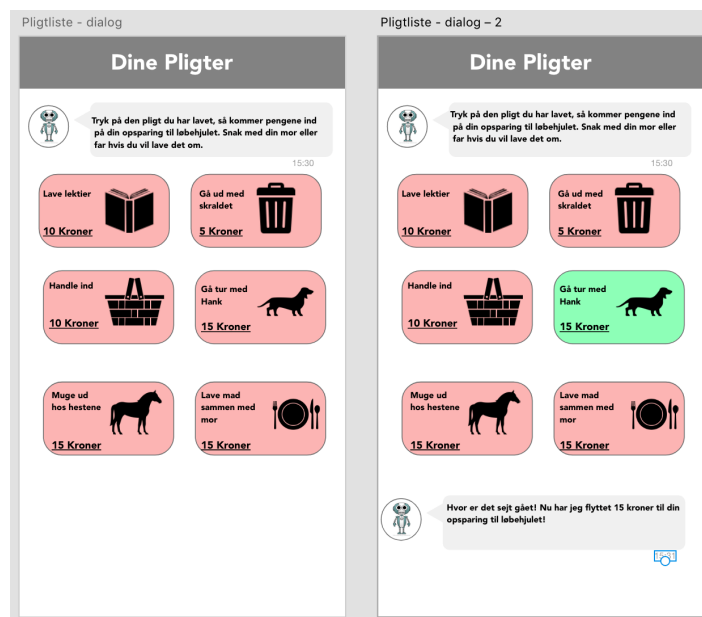 Pligtliste - dialog
Dine Pligter
Tryk på den pligt du har lavet, så kommer pengene ind
på din opsparing til løbehjulet. Snak med din mor eller
far hvis du vil lave det om.
15:30
Lave lektier
10 Kroner
Gå ud med
skraldet
5 Kroner
Handle ind
10 Kroner
Gå tur med
Hank
15 Kroner
Muge ud
hos hestene
15 Kroner
Lave mad
sammen med
mor
15 Kroner
Pligtliste - dialog – 2
Dine Pligter
Tryk på den pligt du har lavet, så kommer pengene ind
på din opsparing til løbehjulet. Snak med din mor eller
far hvis du vil lave det om.
15:30
Lave lektier
10 Kroner
Gå ud med
skraldet
5 Kroner
Handle ind
10 Kroner
Gå tur med
Hank
15 Kroner
Muge ud
hos hestene
15 Kroner
Lave mad
sammen med
mor
15 Kroner
Hvor er det sejt gået! Nu har jeg flyttet 15 kroner til din
opsparing til løbehjulet!